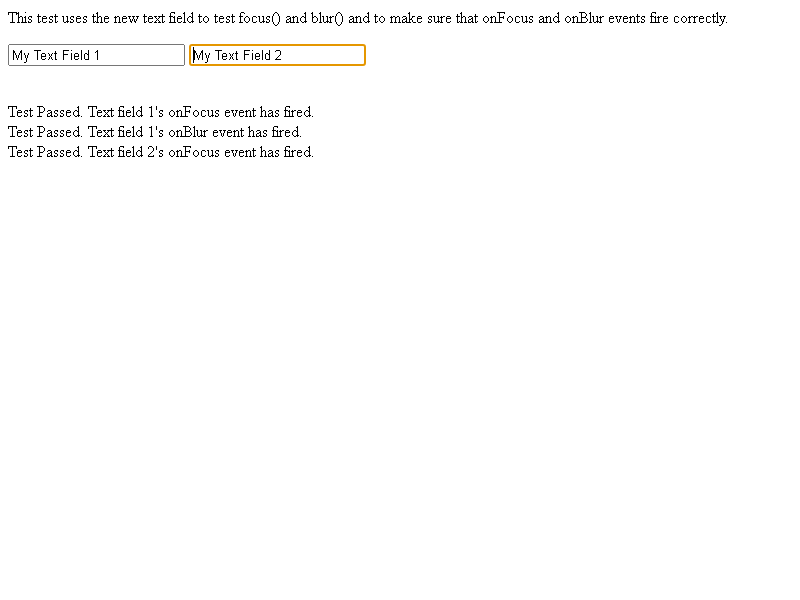 This test uses the new text field to test focus() and blur() and to make sure that onFocus and onBlur events fire correctly.
My Text Field 1 My Text Field 2
Test Passed. Text field 1's onFocus event has fired.
Test Passed. Text field 1's onBlur event has fired.
Test Passed. Text field 2's onFocus event has fired.